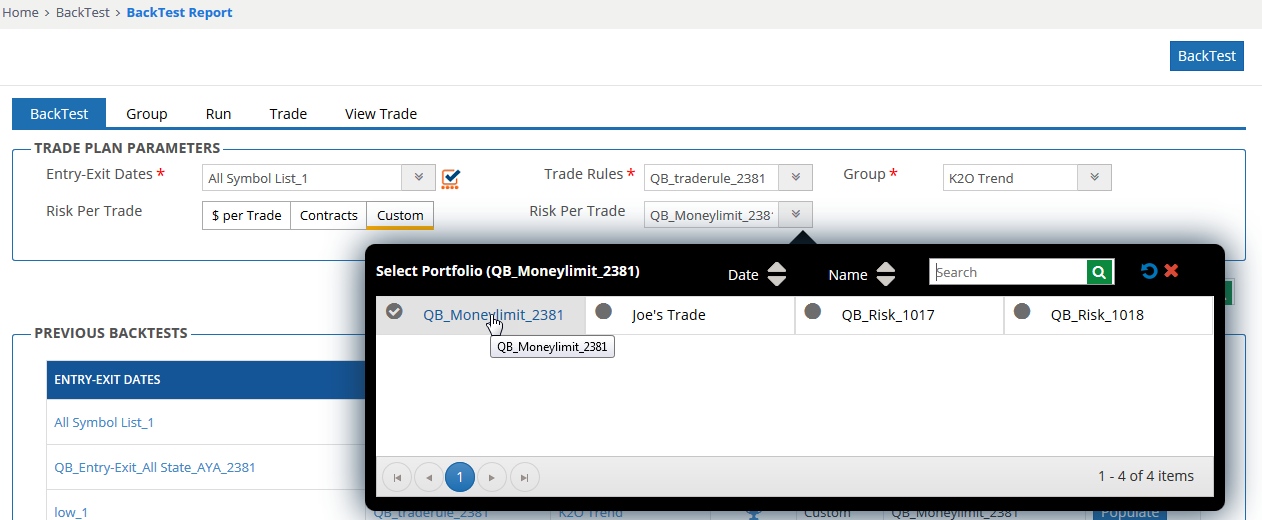 Home > BackTest > BackTest Report
BackTest
BackTest Group Run Trade View Trade
TRADE PLAN PARAMETERS
Entry-Exit Dates * All Symbol List_1 Trade Rules * QB_traderule_2381 Group * K2O Trend
Risk Per Trade $ per Trade Contracts Custom Risk Per Trade QB_Moneylimit_238
Select Portfolio (QB_Moneylimit_2381) Date Name Search
QB_Moneylimit_2381 Joe's Trade QB_Risk_1017 QB_Risk_1018
QB_Moneylimit_2381
PREVIOUS BACKTESTS
ENTRY-EXIT DATES
All Symbol List_1
QB_Entry-Exit_All State_AYA_2381
1 1 - 4 of 4 items
low_1 QB_traderule_2381 K2O Trend Custom QB_Moneylimit_2381 Populate